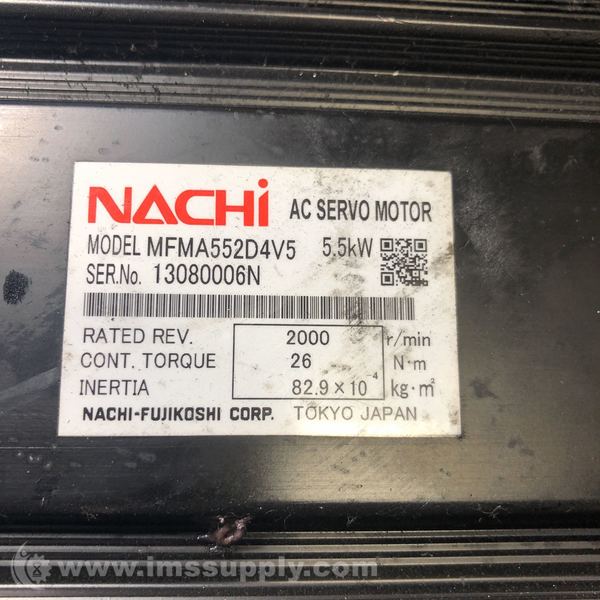 NACHi AC SERVO MOTOR
MODEL MFMA552D4V5 5.5kW
SER.No. 13080006N
RATED REV. 2000 r/min
CONT. TORQUE 26 N·m
INERTIA 82.9×10⁻⁴ kg·m²
NACHI-FUJIKOSHI CORP. TOKYO JAPAN
www.imssupply.com